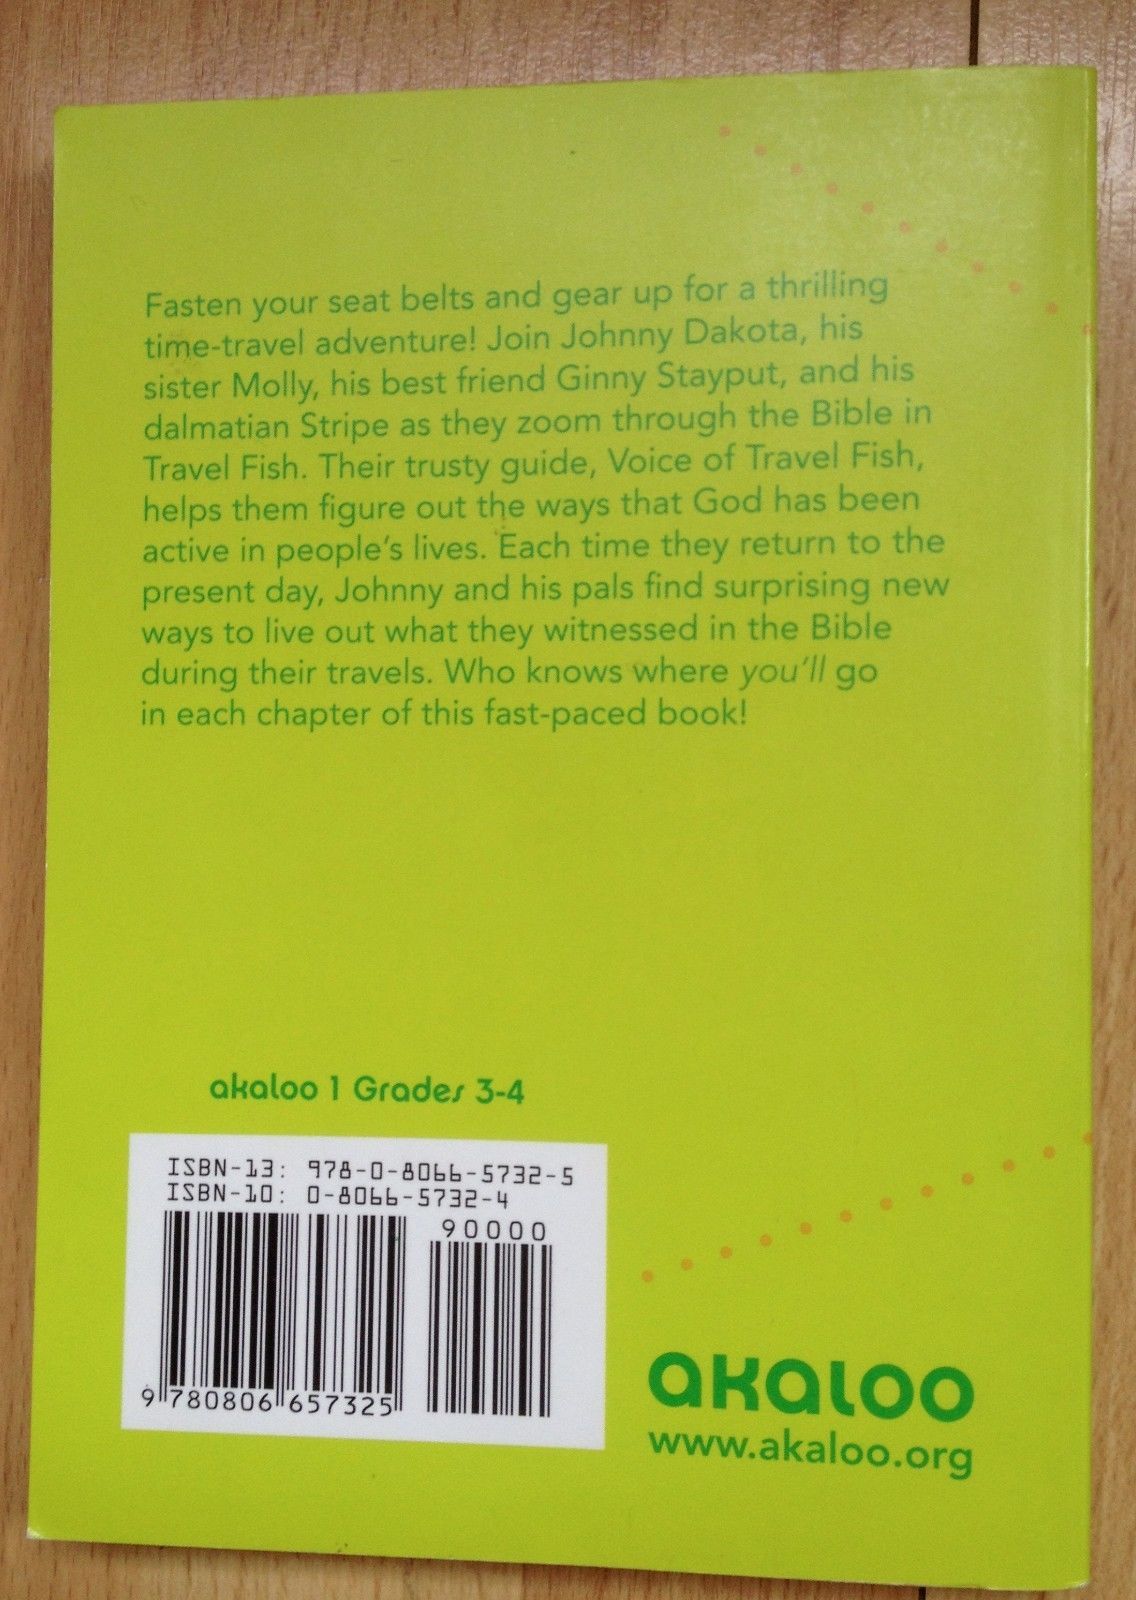 Fasten your seat belts and gear up for a thrilling
time-travel adventure! Join Johnny Dakota, his
sister Molly, his best friend Ginny Stayput, and his
dalmatian Stripe as they zoom through the Bible in
Travel Fish. Their trusty guide, Voice of Travel Fish,
helps them figure out the ways that God has been
active in people's lives. Each time they return to the
present day, Johnny and his pals find surprising new
ways to live out what they witnessed in the Bible
during their travels. Who knows where you'll go
in each chapter of this fast-paced book!
akaloo 1 Grades 3-4
ISBN-13: 978-0-8066-5732-5
ISBN-10: 0-8066-5732-4
90000
9 780806 657325
akaloo
www.akaloo.org